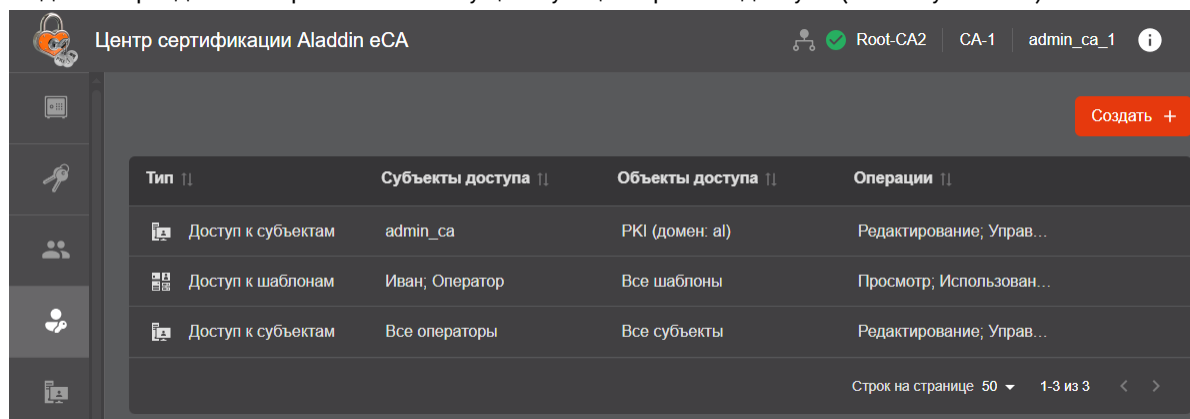 Центр сертификации Aladdin eCA
Root-CA2 CA-1 admin_ca_1
Создать +
Тип Субъекты доступа Объекты доступа Операции
Доступ к субъектам admin_ca PKI (домен: al) Редактирование; Управ...
Доступ к шаблонам Иван; Оператор Все шаблоны Просмотр; Использован...
Доступ к субъектам Все операторы Все субъекты Редактирование; Управ...
Строк на странице 50 1-3 из 3